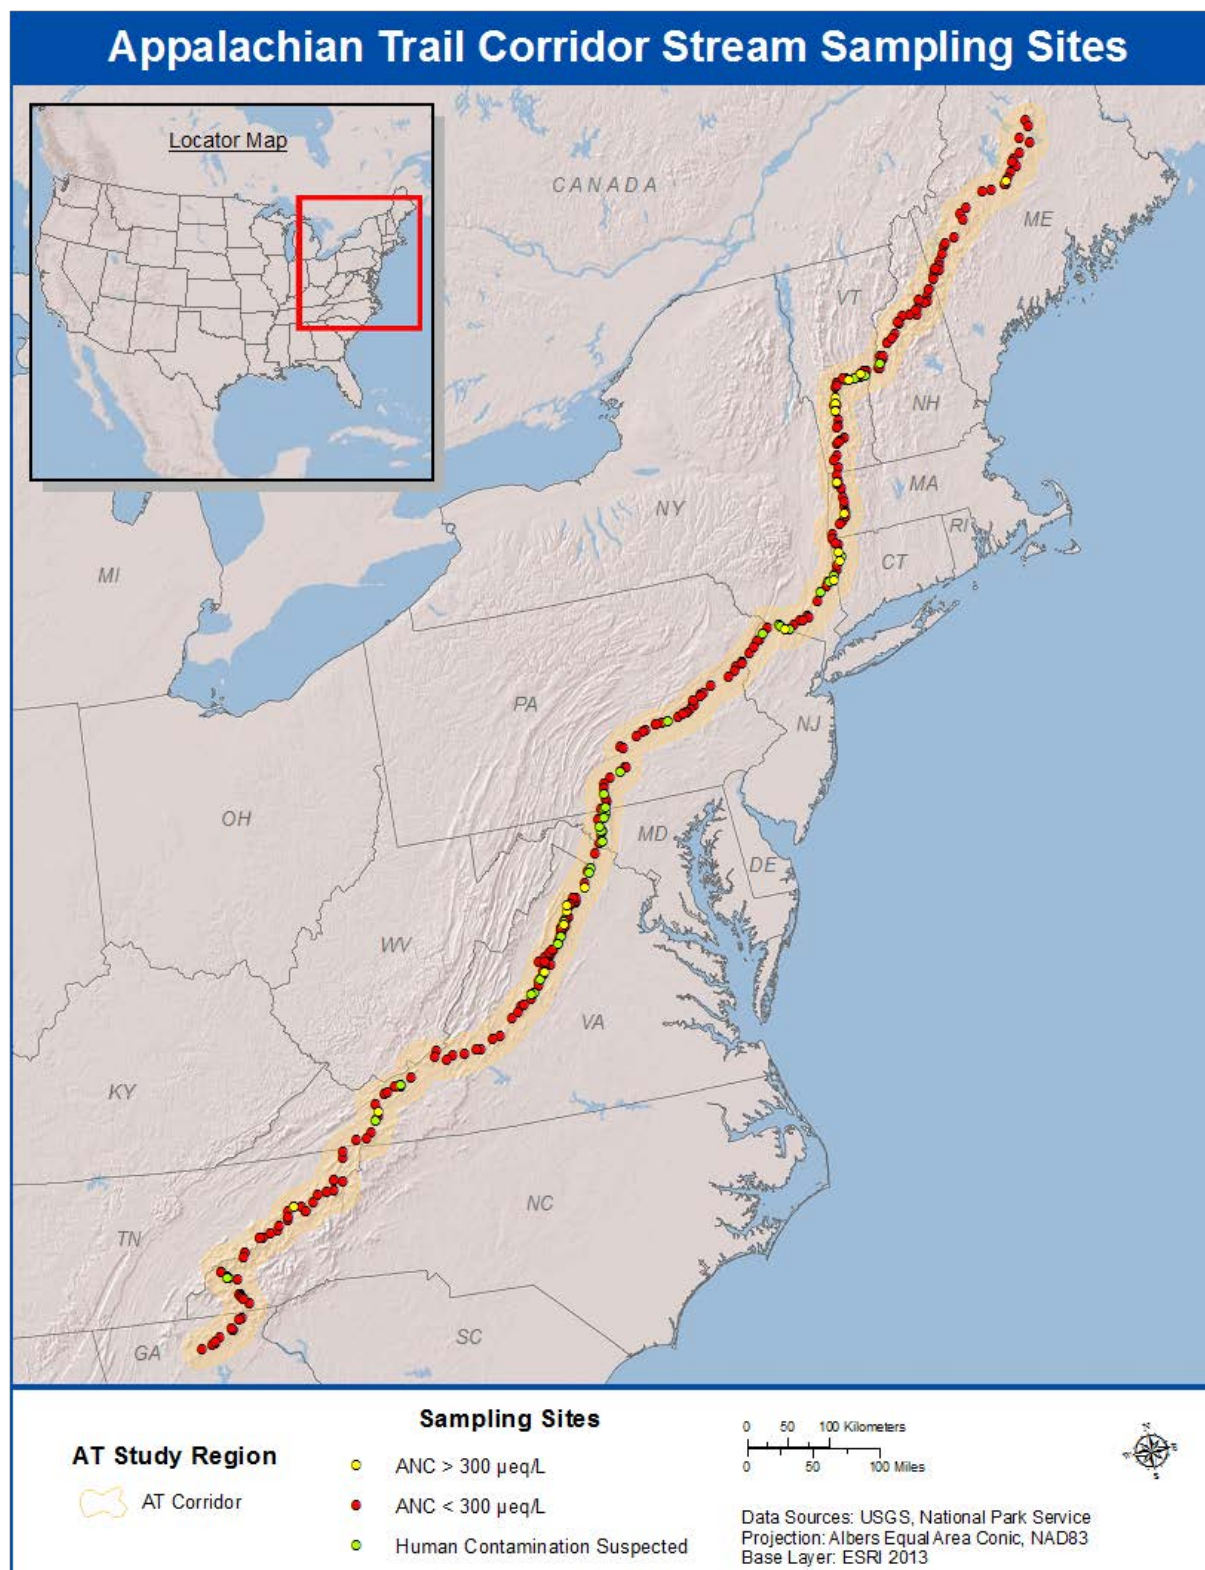 Appalachian Trail Corridor Stream Sampling Sites
Locator Map
CANADA
ME
VT
NH
MA
NY
RI
CT
MI
PA
NJ
OH
MD
DE
WV
VA
KY
NC
TN
SC
GA
Sampling Sites
AT Study Region
AT Corridor
ANC > 300 µeq/L
ANC < 300 µeq/L
Human Contamination Suspected
0 50 100 Kilometers
0 50 100 Miles
Data Sources: USGS, National Park Service
Projection: Albers Equal Area Conic, NAD83
Base Layer: ESRI 2013